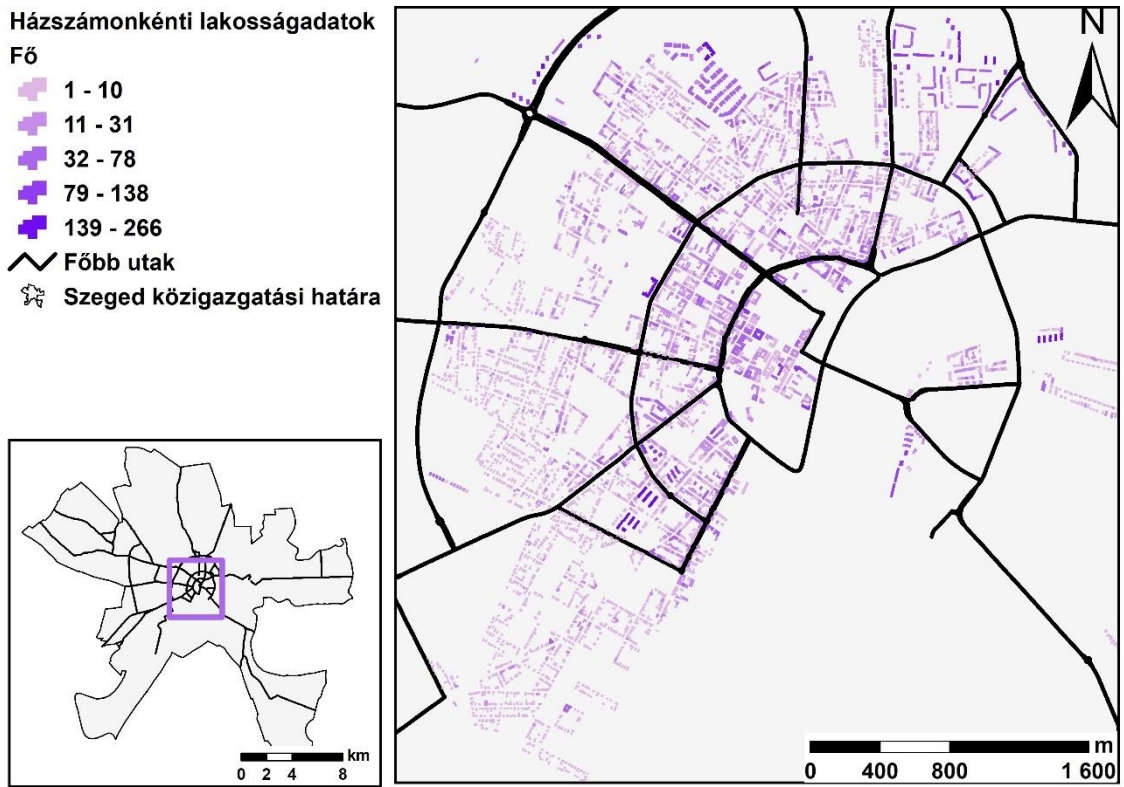 Házszámonkénti lakosságadatok
Fő
1 - 10
11 - 31
32 - 78
79 - 138
139 - 266
Főbb utak
Szeged közigazgatási határa
N
km
0 2 4 8
m
0 400 800 1 600